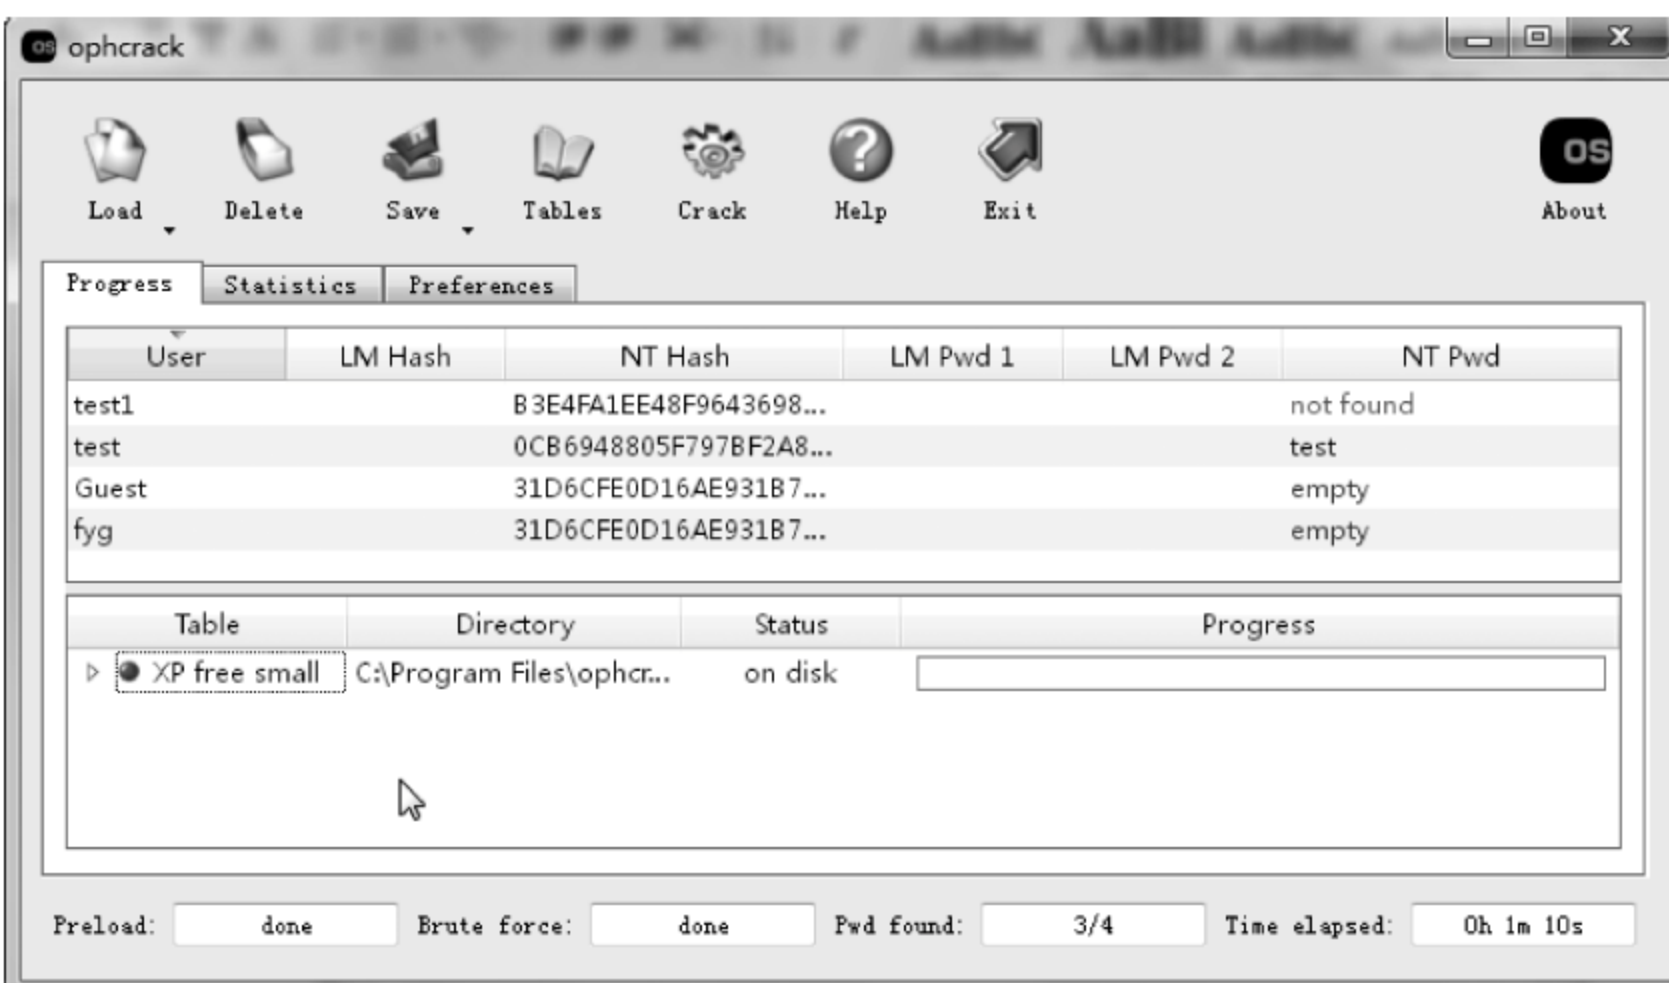 ophcrack
Load Delete Save Tables Crack Help Exit About
OS
Progress Statistics Preferences
User LM Hash NT Hash LM Pwd 1 LM Pwd 2 NT Pwd
test1 B3E4FA1EE48F9643698... not found
test 0CB6948805F797BF2A8... test
Guest 31D6CFE0D16AE931B7... empty
fyg 31D6CFE0D16AE931B7... empty
Table Directory Status Progress
XP free small C:\Program Files\ophcr... on disk
Preload: done Brute force: done Pwd found: 3/4 Time elapsed: 0h 1m 10s